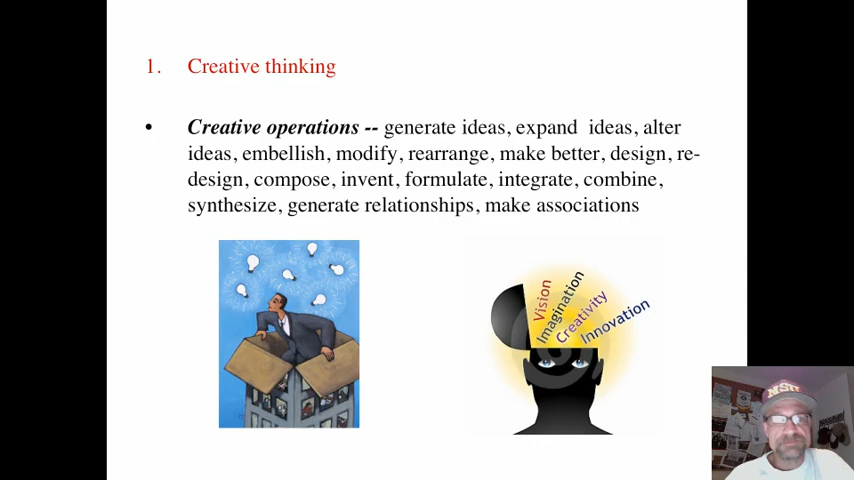 1. Creative thinking
• Creative operations -- generate ideas, expand ideas, alter
ideas, embellish, modify, rearrange, make better, design, re-
design, compose, invent, formulate, integrate, combine,
synthesize, generate relationships, make associations
Vision
Imagination
Creativity
Innovation
MSU